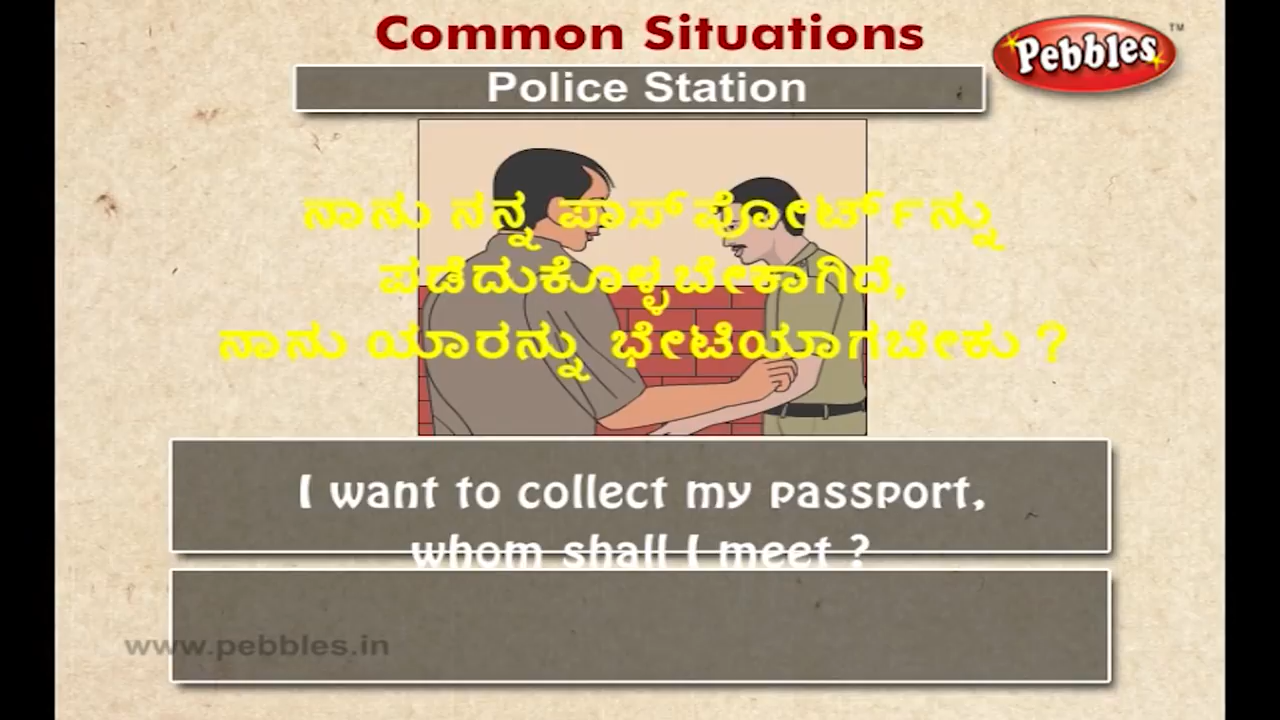 Common Situations
Pebbles™
Police Station
ನಾನು ನನ್ನ ಪಾಸ್‌ಪೋರ್ಟ್‌ನ್ನು
ಪಡೆದುಕೊಳ್ಳಬೇಕಾಗಿದೆ,
ನಾನು ಯಾರನ್ನು ಭೇಟಿಯಾಗಬೇಕು ?
I want to collect my passport,
whom shall I meet ?
www.pebbles.in